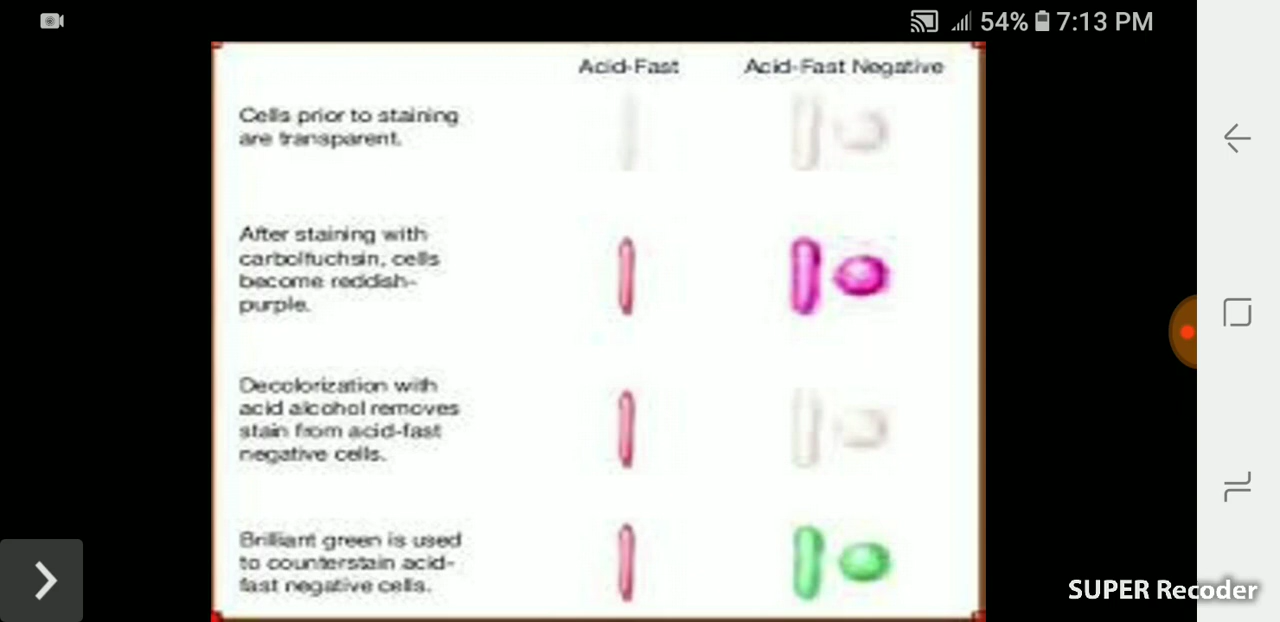 54% 7:13 PM
Acid-Fast Acid-Fast Negative
Cells prior to staining
are transparent.
After staining with
carbolfuchsin, cells
become reddish-
purple.
Decolorization with
acid alcohol removes
stain from acid-fast
negative cells.
Brilliant green is used
to counterstain acid-
fast negative cells.
SUPER Recoder